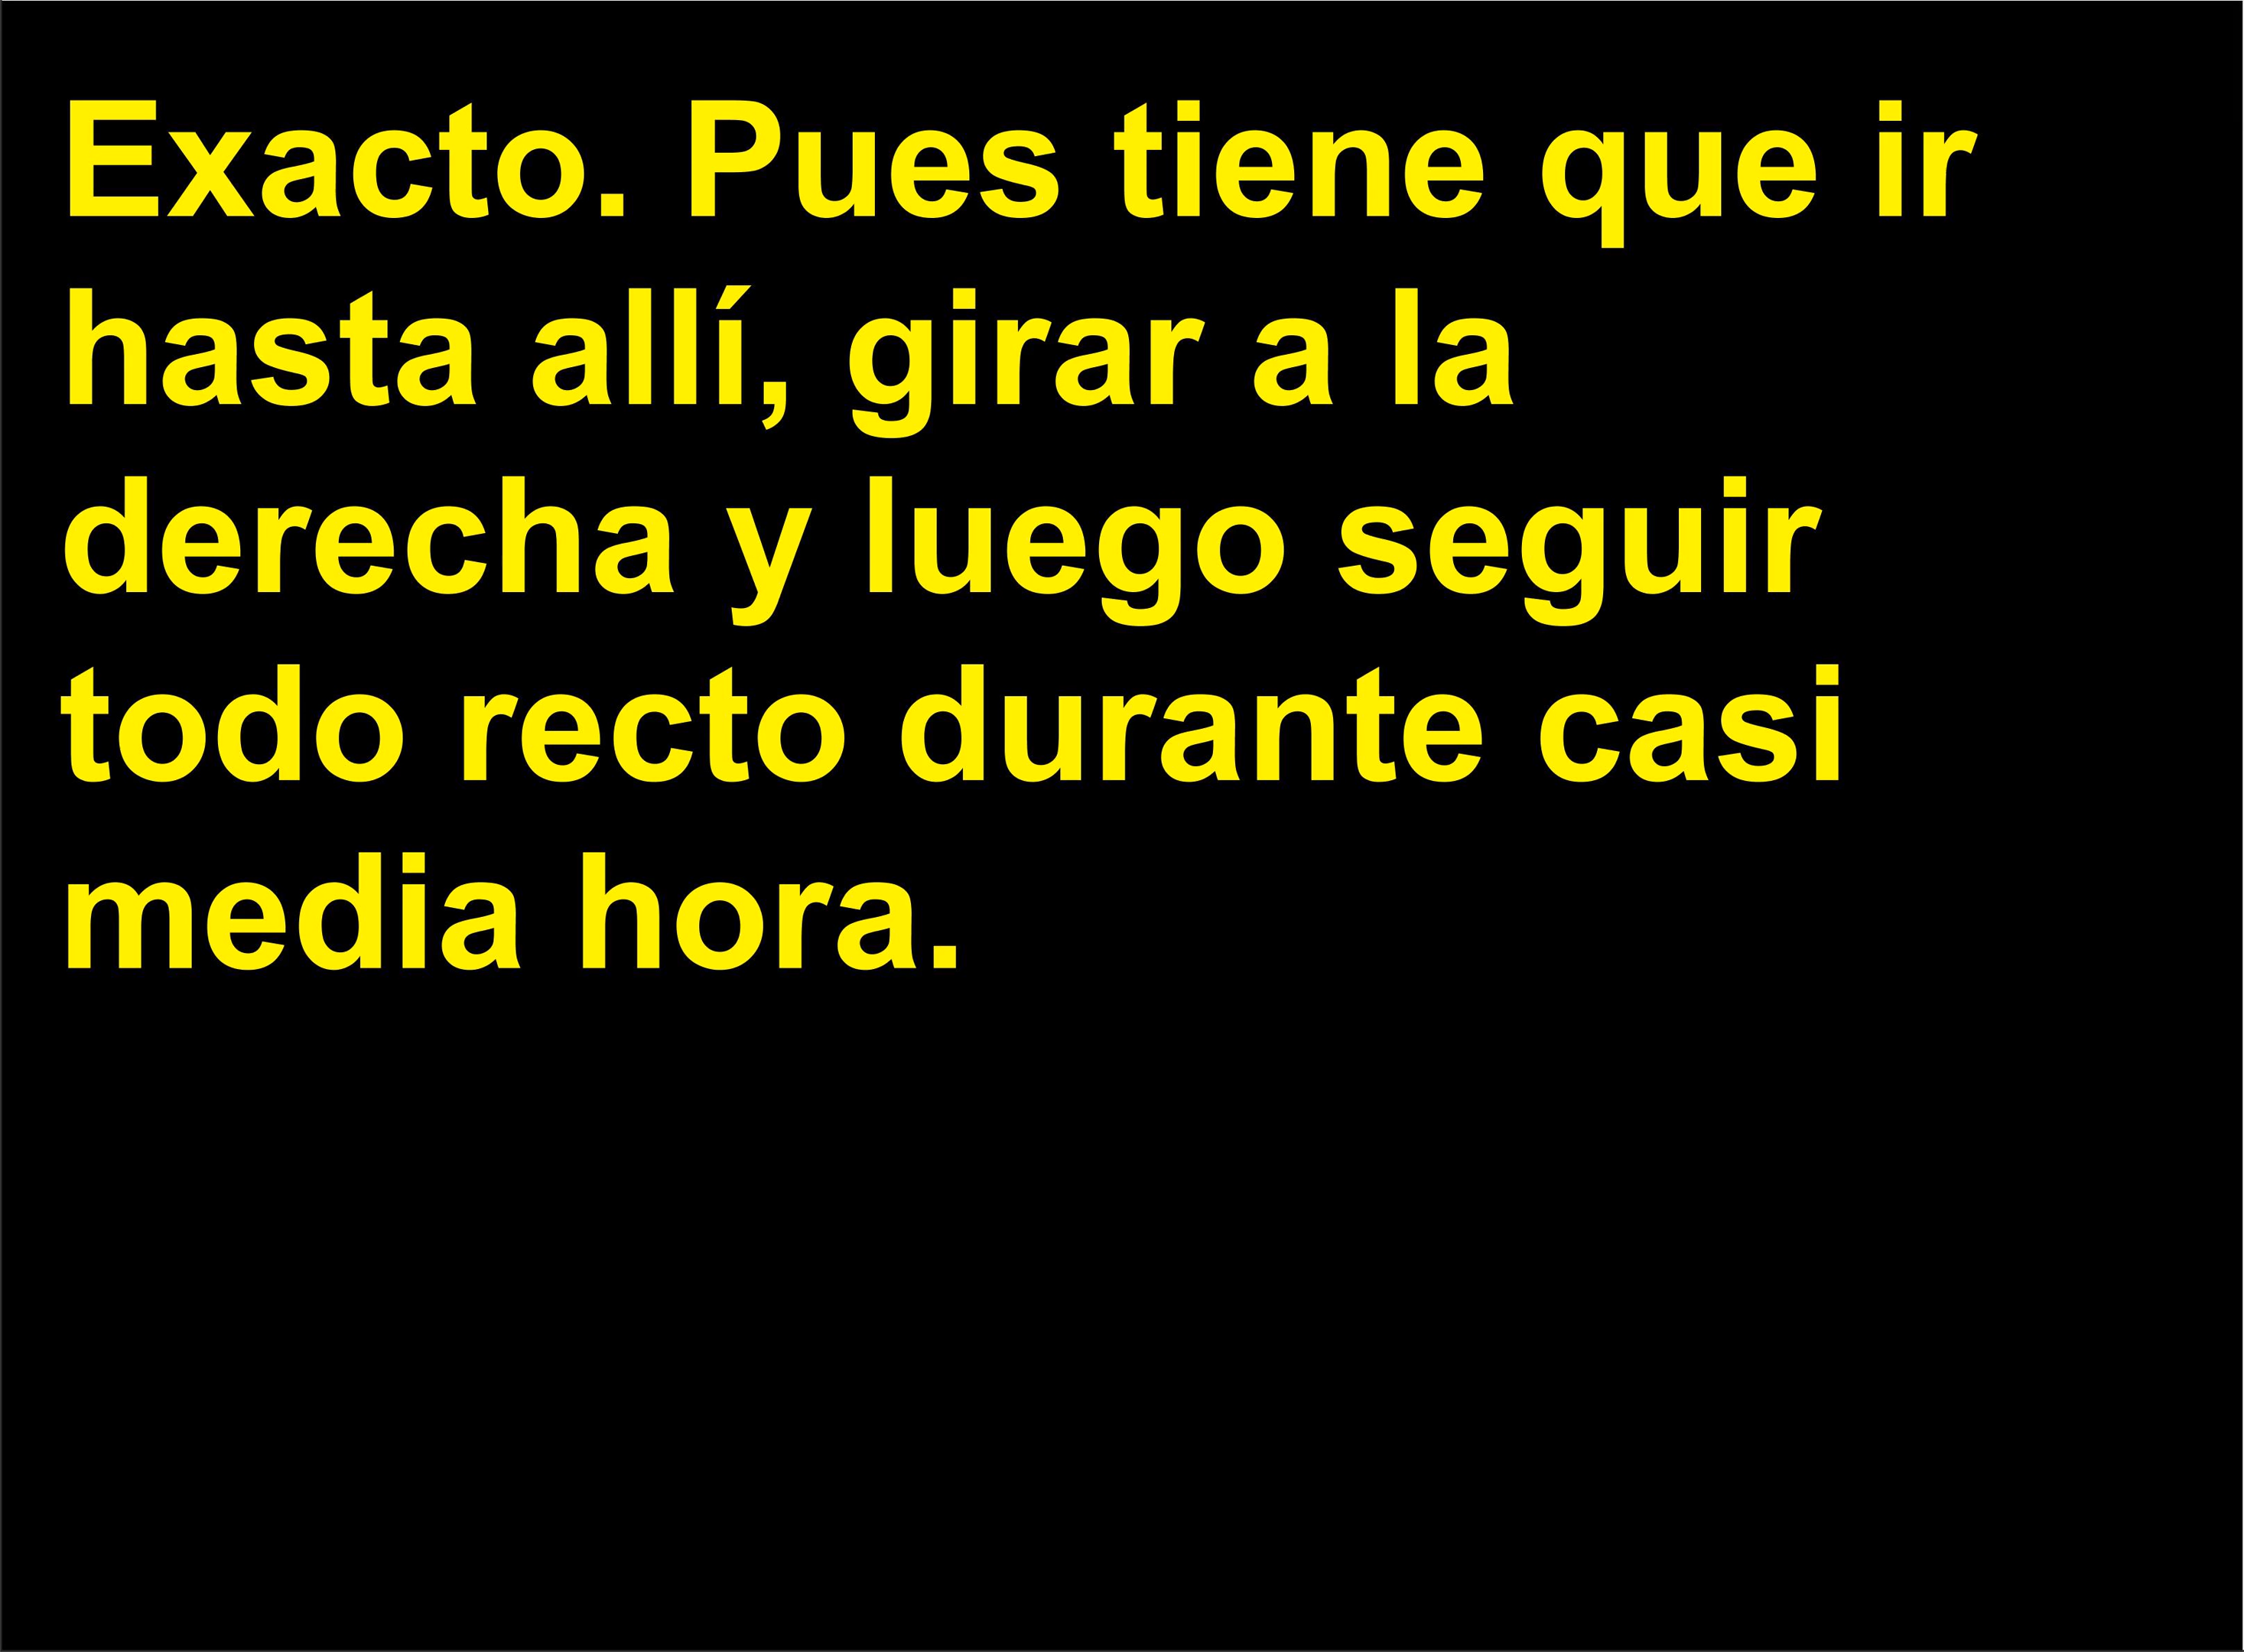 Exacto. Pues tiene que ir
hasta allí, girar a la
derecha y luego seguir
todo recto durante casi
media hora.